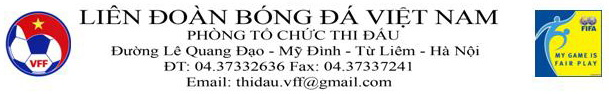 LIÊN ĐOÀN BÓNG ĐÁ VIỆT NAM
PHÒNG TỔ CHỨC THI ĐẤU
Đường Lê Quang Đạo - Mỹ Đình - Từ Liêm - Hà Nội
ĐT: 04.37332636 Fax: 04.37337241
Email: thidau.vff@gmail.com
VFF
FIFA
MY GAME IS
FAIR PLAY